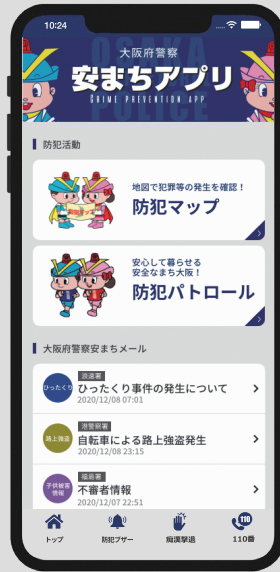 10:24
大阪府警察
安まちアプリ
CRIME PREVENTION APP
防犯活動
地図で犯罪等の発生を確認!
防犯マップ
安心して暮らせる
安全なまち大阪!
防犯パトロール
大阪府警察安まちメール
ひったくり
浪速署
ひったくり事件の発生について
2020/12/08 07:01
路上強盗
港警察署
自転車による路上強盗発生
2020/12/08 23:15
子供被害
情報
福島署
不審者情報
2020/12/07 22:51
トップ
防犯ブザー
痴漢撃退
110
110番